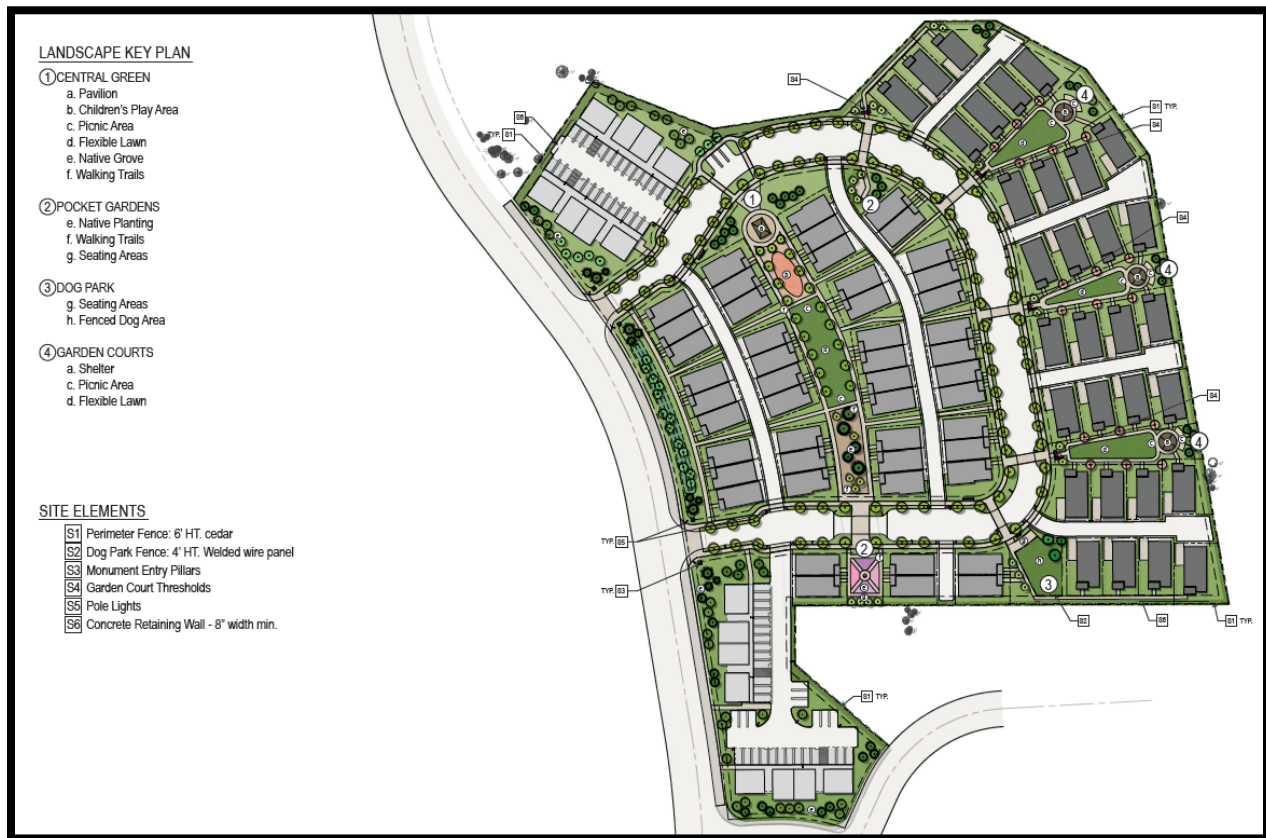 LANDSCAPE KEY PLAN
1 CENTRAL GREEN
a. Pavilion
b. Children's Play Area
c. Picnic Area
d. Flexible Lawn
e. Native Grove
f. Walking Trails
2 POCKET GARDENS
e. Native Planting
f. Walking Trails
g. Seating Areas
3 DOG PARK
g. Seating Areas
h. Fenced Dog Area
4 GARDEN COURTS
a. Shelter
c. Picnic Area
d. Flexible Lawn
SITE ELEMENTS
S1 Perimeter Fence: 6' HT. cedar
S2 Dog Park Fence: 4' HT. Welded wire panel
S3 Monument Entry Pillars
S4 Garden Court Thresholds
S5 Pole Lights
S6 Concrete Retaining Wall - 8" width min.
S4
4
S1 TYP.
S4
S6
TYP. S1
1
2
S4
4
S4
4
TYP. S5
2
TYP. S3
3
S2
S6
S1 TYP.
S1 TYP.